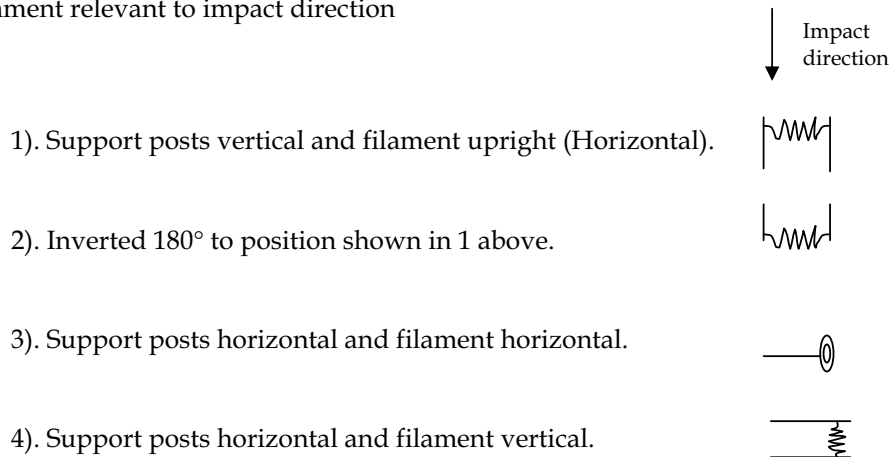 nment relevant to impact direction
Impact
direction
1). Support posts vertical and filament upright (Horizontal).
2). Inverted 180° to position shown in 1 above.
3). Support posts horizontal and filament horizontal.
4). Support posts horizontal and filament vertical.